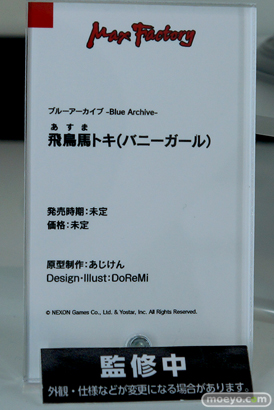 Max Factory
ブルーアーカイブ -Blue Archive-
あすま
飛鳥馬トキ(バニーガール)
発売時期:未定
価格:未定
原型制作:あじけん
Design・Illust:DoReMi
© NEXON Games Co., Ltd. & Yostar, Inc. All Rights Reserved.
監修中
外観・仕様などが変更になる場合があります。
moeyo.com